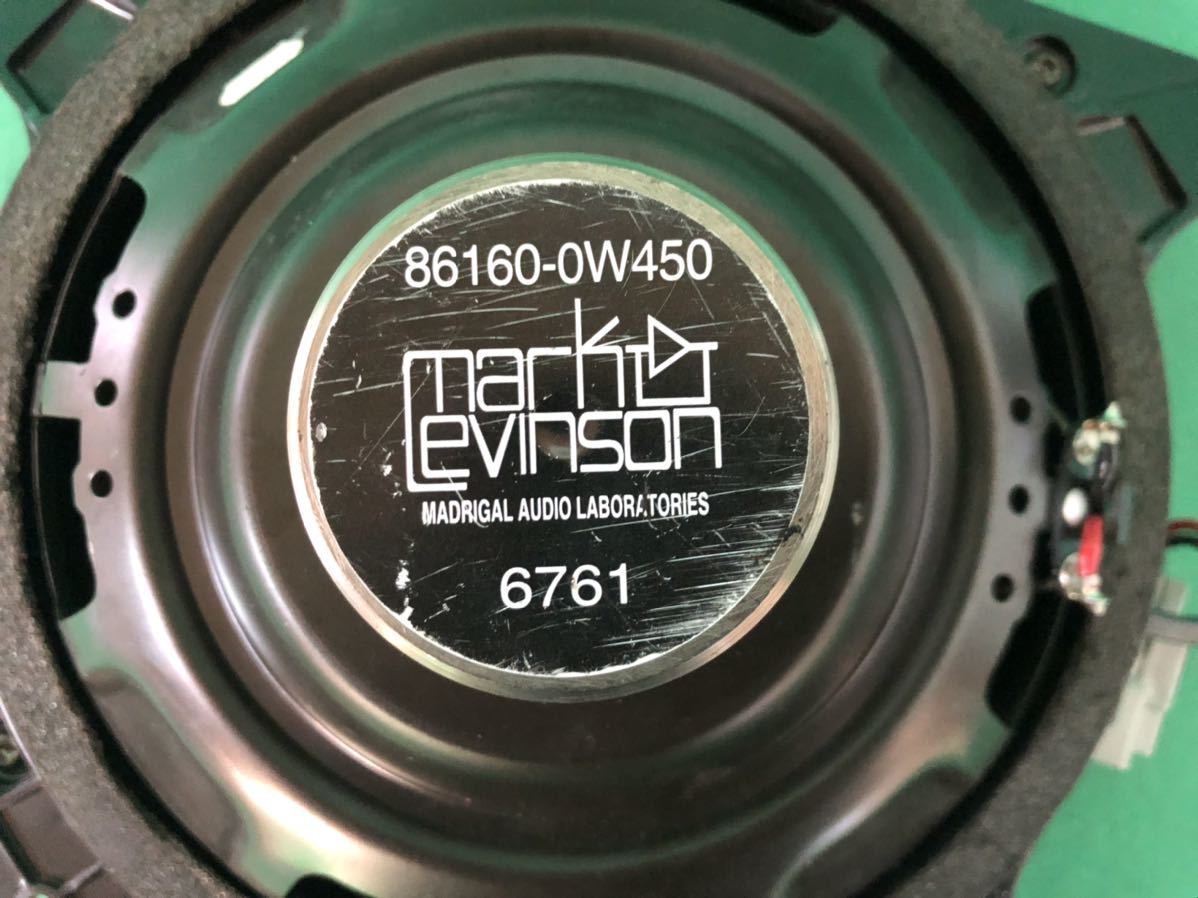 86160-0W450
mark
levinson
MADRIGAL AUDIO LABORATORIES
6761